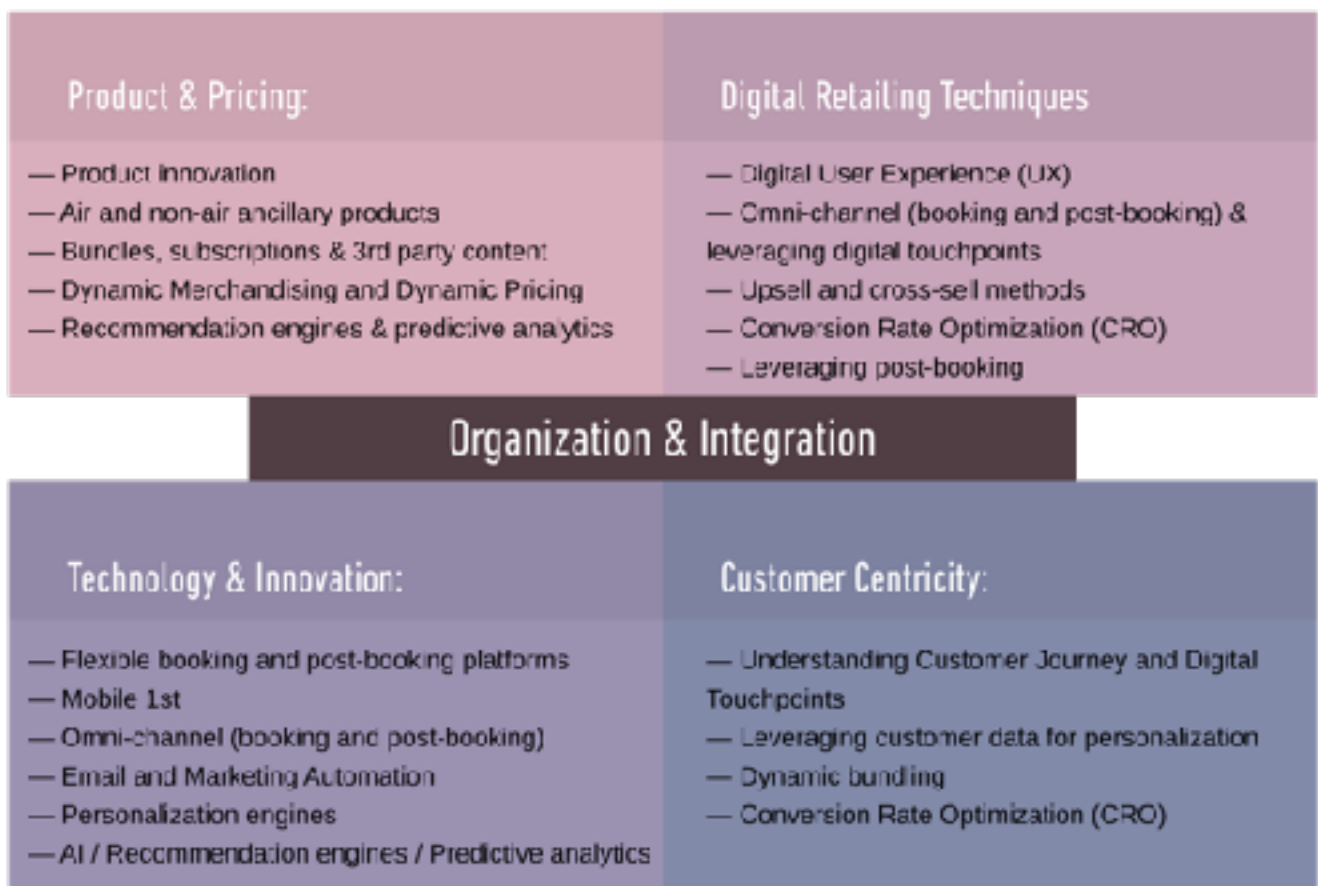 Product & Pricing:
— Product innovation
— Air and non-air ancillary products
— Bundles, subscriptions & 3rd party content
— Dynamic Merchandising and Dynamic Pricing
— Recommendation engines & predictive analytics
Digital Retailing Techniques
— Digital User Experience (UX)
— Omni-channel (booking and post-booking) &
leveraging digital touchpoints
— Upsell and cross-sell methods
— Conversion Rate Optimization (CRO)
— Leveraging post-booking
Organization & Integration
Technology & Innovation:
— Flexible booking and post-booking platforms
— Mobile 1st
— Omni-channel (booking and post-booking)
— Email and Marketing Automation
— Personalization engines
— AI / Recommendation engines / Predictive analytics
Customer Centricity:
— Understanding Customer Journey and Digital
Touchpoints
— Leveraging customer data for personalization
— Dynamic bundling
— Conversion Rate Optimization (CRO)